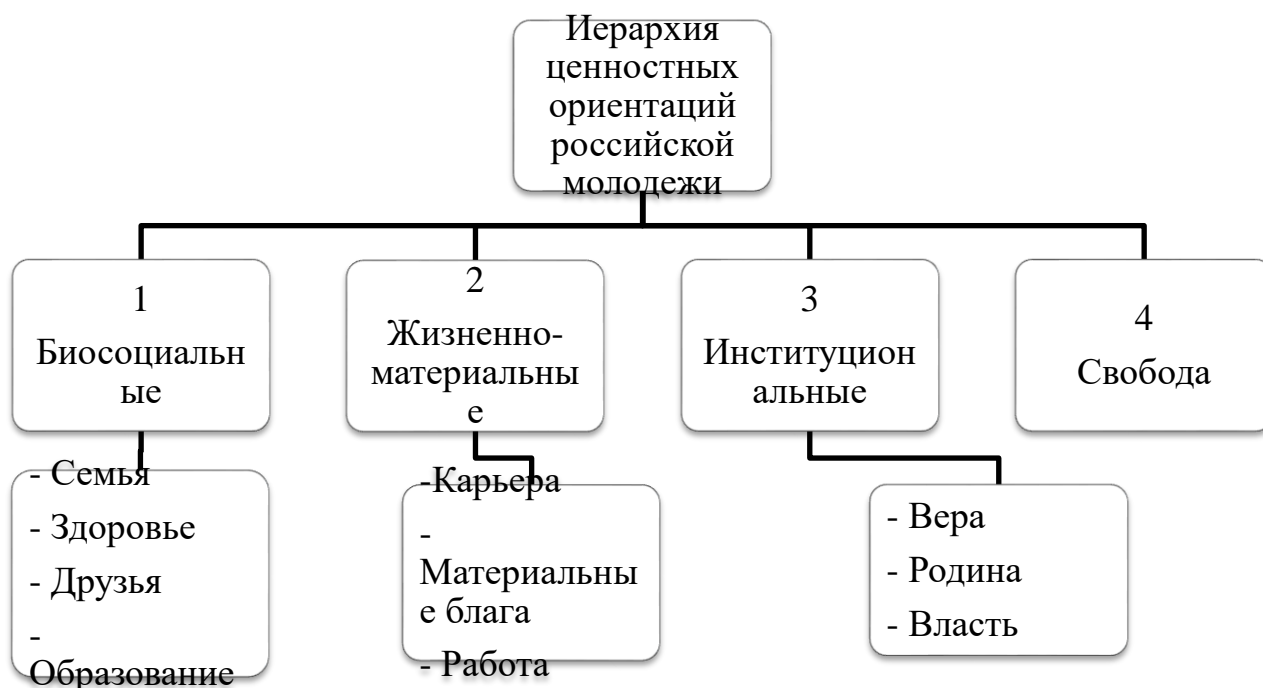 Иерархия
ценностных
ориентаций
российской
молодежи
1
Биосоциальн
ые
2
Жизненно-
материальны
е
3
Институцион
альные
4
Свобода
- Семья
- Здоровье
- Друзья
-
Образование
-Карьера
-
Материальны
е блага
- Работа
- Вера
- Родина
- Власть